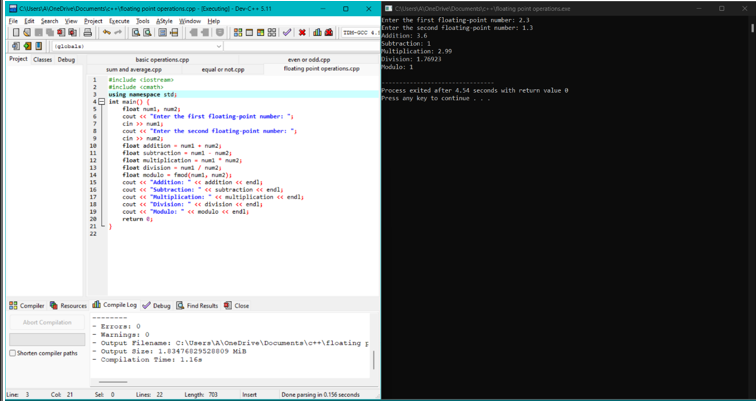 C:\Users\A\OneDrive\Documents\c++\floating point operations.cpp - [Executing] - Dev-C++ 5.11
File Edit Search View Project Execute Tools AStyle Window Help
TDM-GCC 4.
(globals)
Project Classes Debug
basic operations.cpp even or odd.cpp
sum and average.cpp equal or not.cpp floating point operations.cpp
1 #include <iostream>
2 #include <cmath>
3 using namespace std;
4 int main() {
5 float num1, num2;
6 cout << "Enter the first floating-point number: ";
7 cin >> num1;
8 cout << "Enter the second floating-point number: ";
9 cin >> num2;
10 float addition = num1 + num2;
11 float subtraction = num1 - num2;
12 float multiplication = num1 * num2;
13 float division = num1 / num2;
14 float modulo = fmod(num1, num2);
15 cout << "Addition: " << addition << endl;
16 cout << "Subtraction: " << subtraction << endl;
17 cout << "Multiplication: " << multiplication << endl;
18 cout << "Division: " << division << endl;
19 cout << "Modulo: " << modulo << endl;
20 return 0;
21 }
22
Compiler Resources Compile Log Debug Find Results Close
Abort Compilation
Shorten compiler paths
--------
- Errors: 0
- Warnings: 0
- Output Filename: C:\Users\A\OneDrive\Documents\c++\floating p
- Output Size: 1.83476829528809 MiB
- Compilation Time: 1.16s
Line: 3 Col: 21 Sel: 0 Lines: 22 Length: 703 Insert Done parsing in 0.156 seconds
C:\Users\A\OneDrive\Documents\c++\floating point operations.exe
Enter the first floating-point number: 2.3
Enter the second floating-point number: 1.3
Addition: 3.6
Subtraction: 1
Multiplication: 2.99
Division: 1.76923
Modulo: 1
--------------------------------
Process exited after 4.54 seconds with return value 0
Press any key to continue . . .